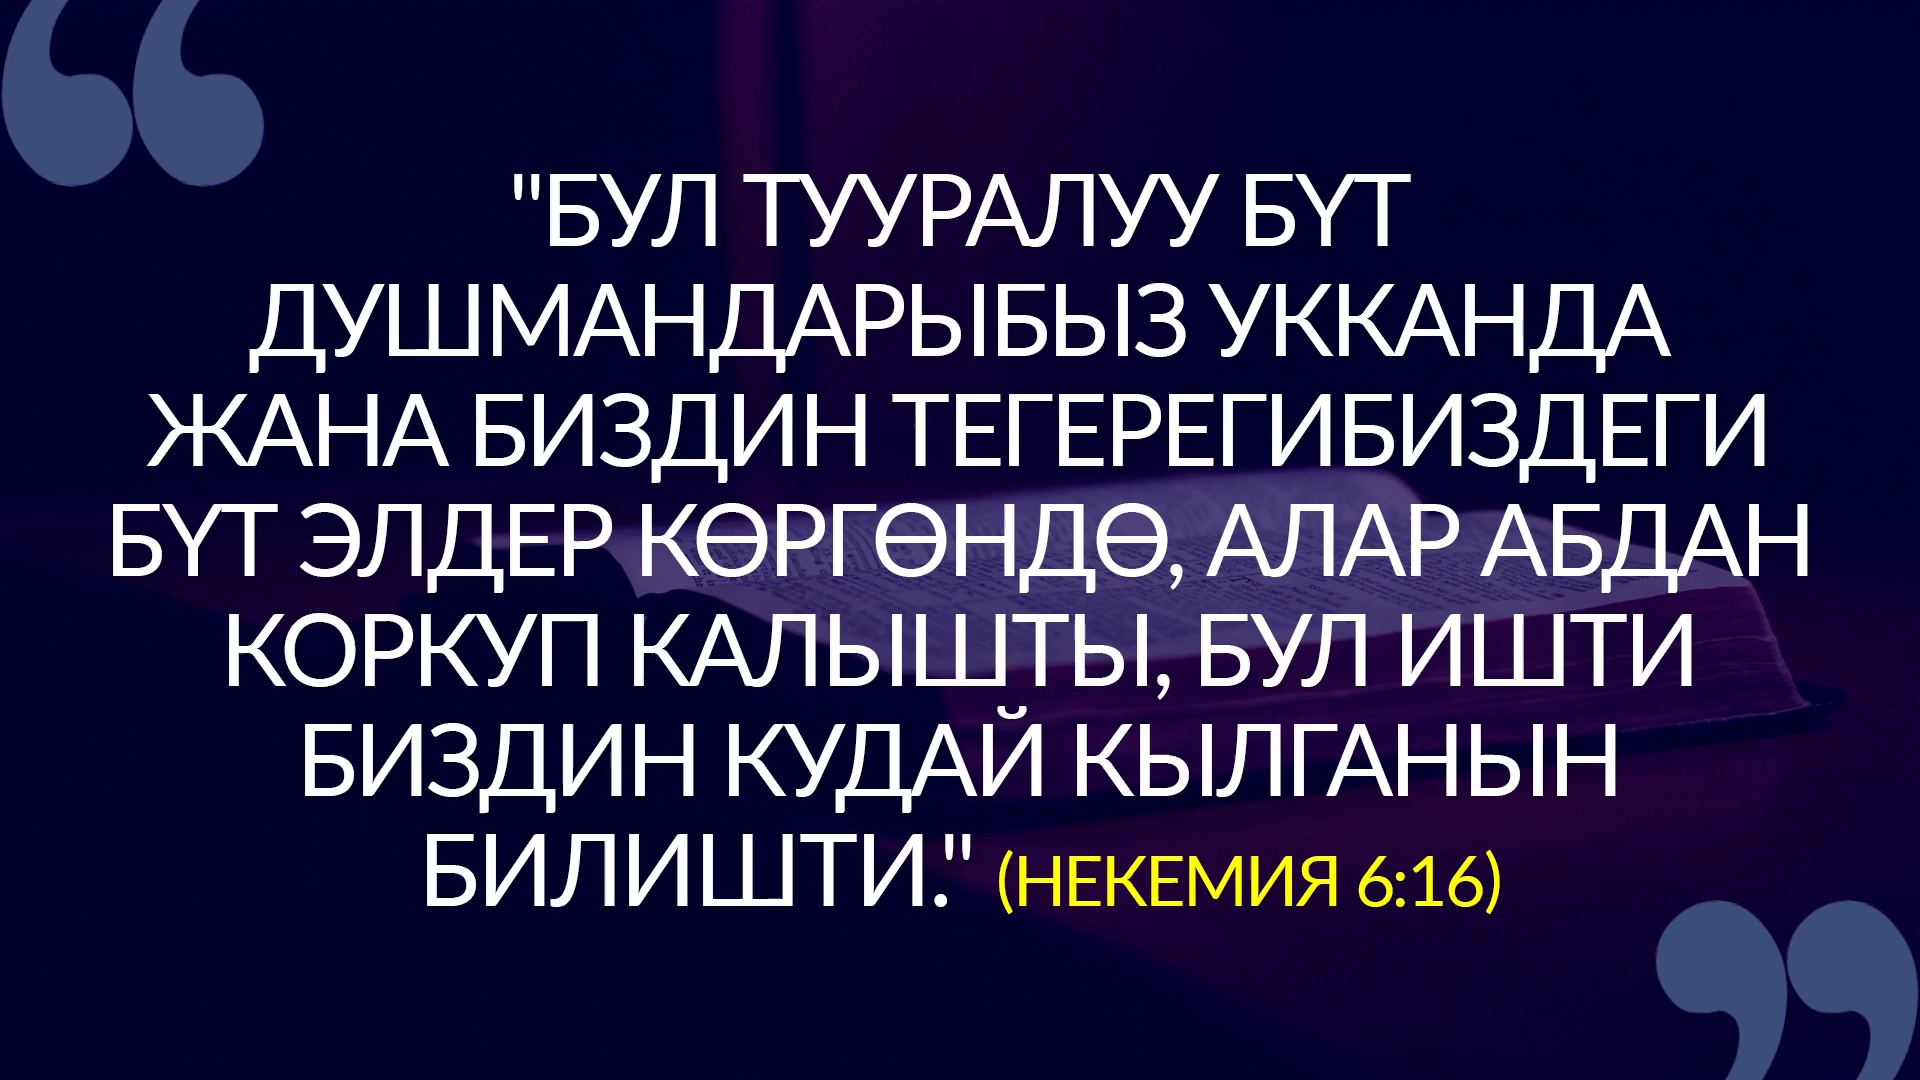 "БУЛ ТУУРАЛУУ БҮТ
ДУШМАНДАРЫБЫЗ УККАНДА
ЖАНА БИЗДИН ТЕГЕРЕГИБИЗДЕГИ
БҮТ ЭЛДЕР КӨРГӨНДӨ, АЛАР АБДАН
КОРКУП КАЛЫШТЫ, БУЛ ИШТИ
БИЗДИН КУДАЙ КЫЛГАНЫН
БИЛИШТИ." (НЕКЕМИЯ 6:16)